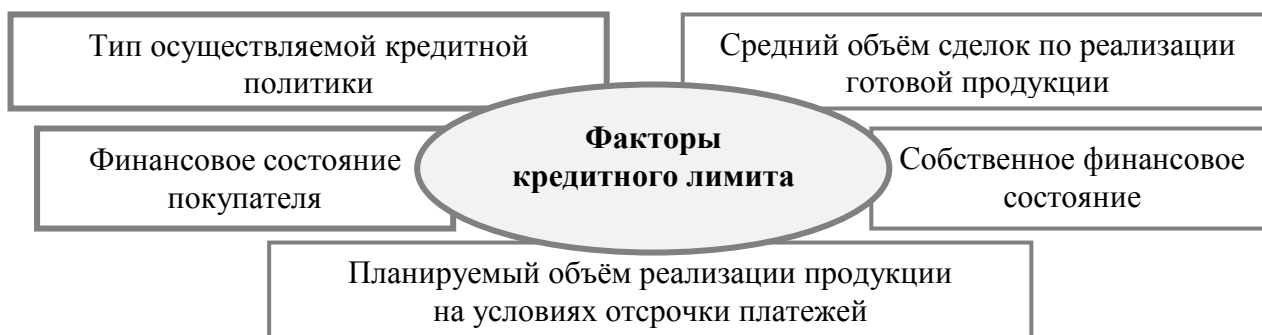 Тип осуществляемой кредитной
политики
Средний объём сделок по реализации
готовой продукции
Факторы
кредитного лимита
Финансовое состояние
покупателя
Собственное финансовое
состояние
Планируемый объём реализации продукции
на условиях отсрочки платежей